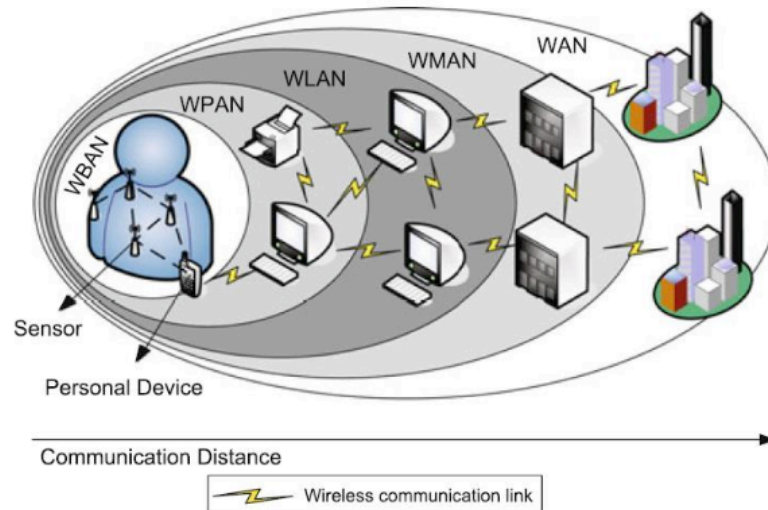 WAN
WMAN
WLAN
WPAN
WBAN
Sensor
Personal Device
Communication Distance
Wireless communication link